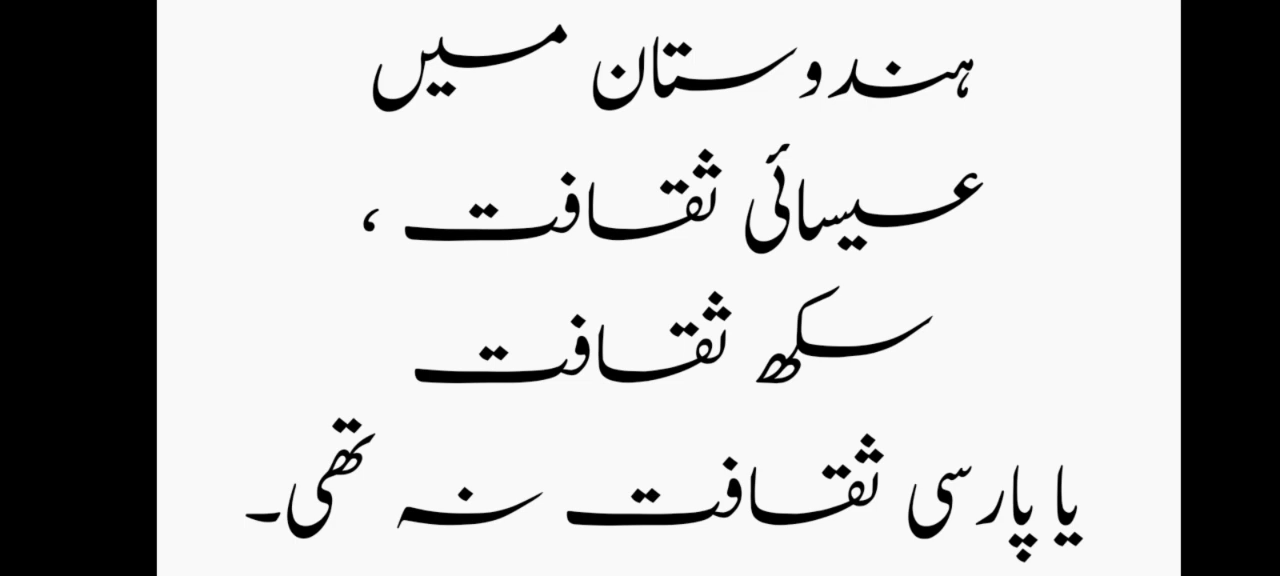 ہندوستان میں
عیسائی ثقافت ،
سکھ ثقافت
یا پارسی ثقافت نہ تھی۔